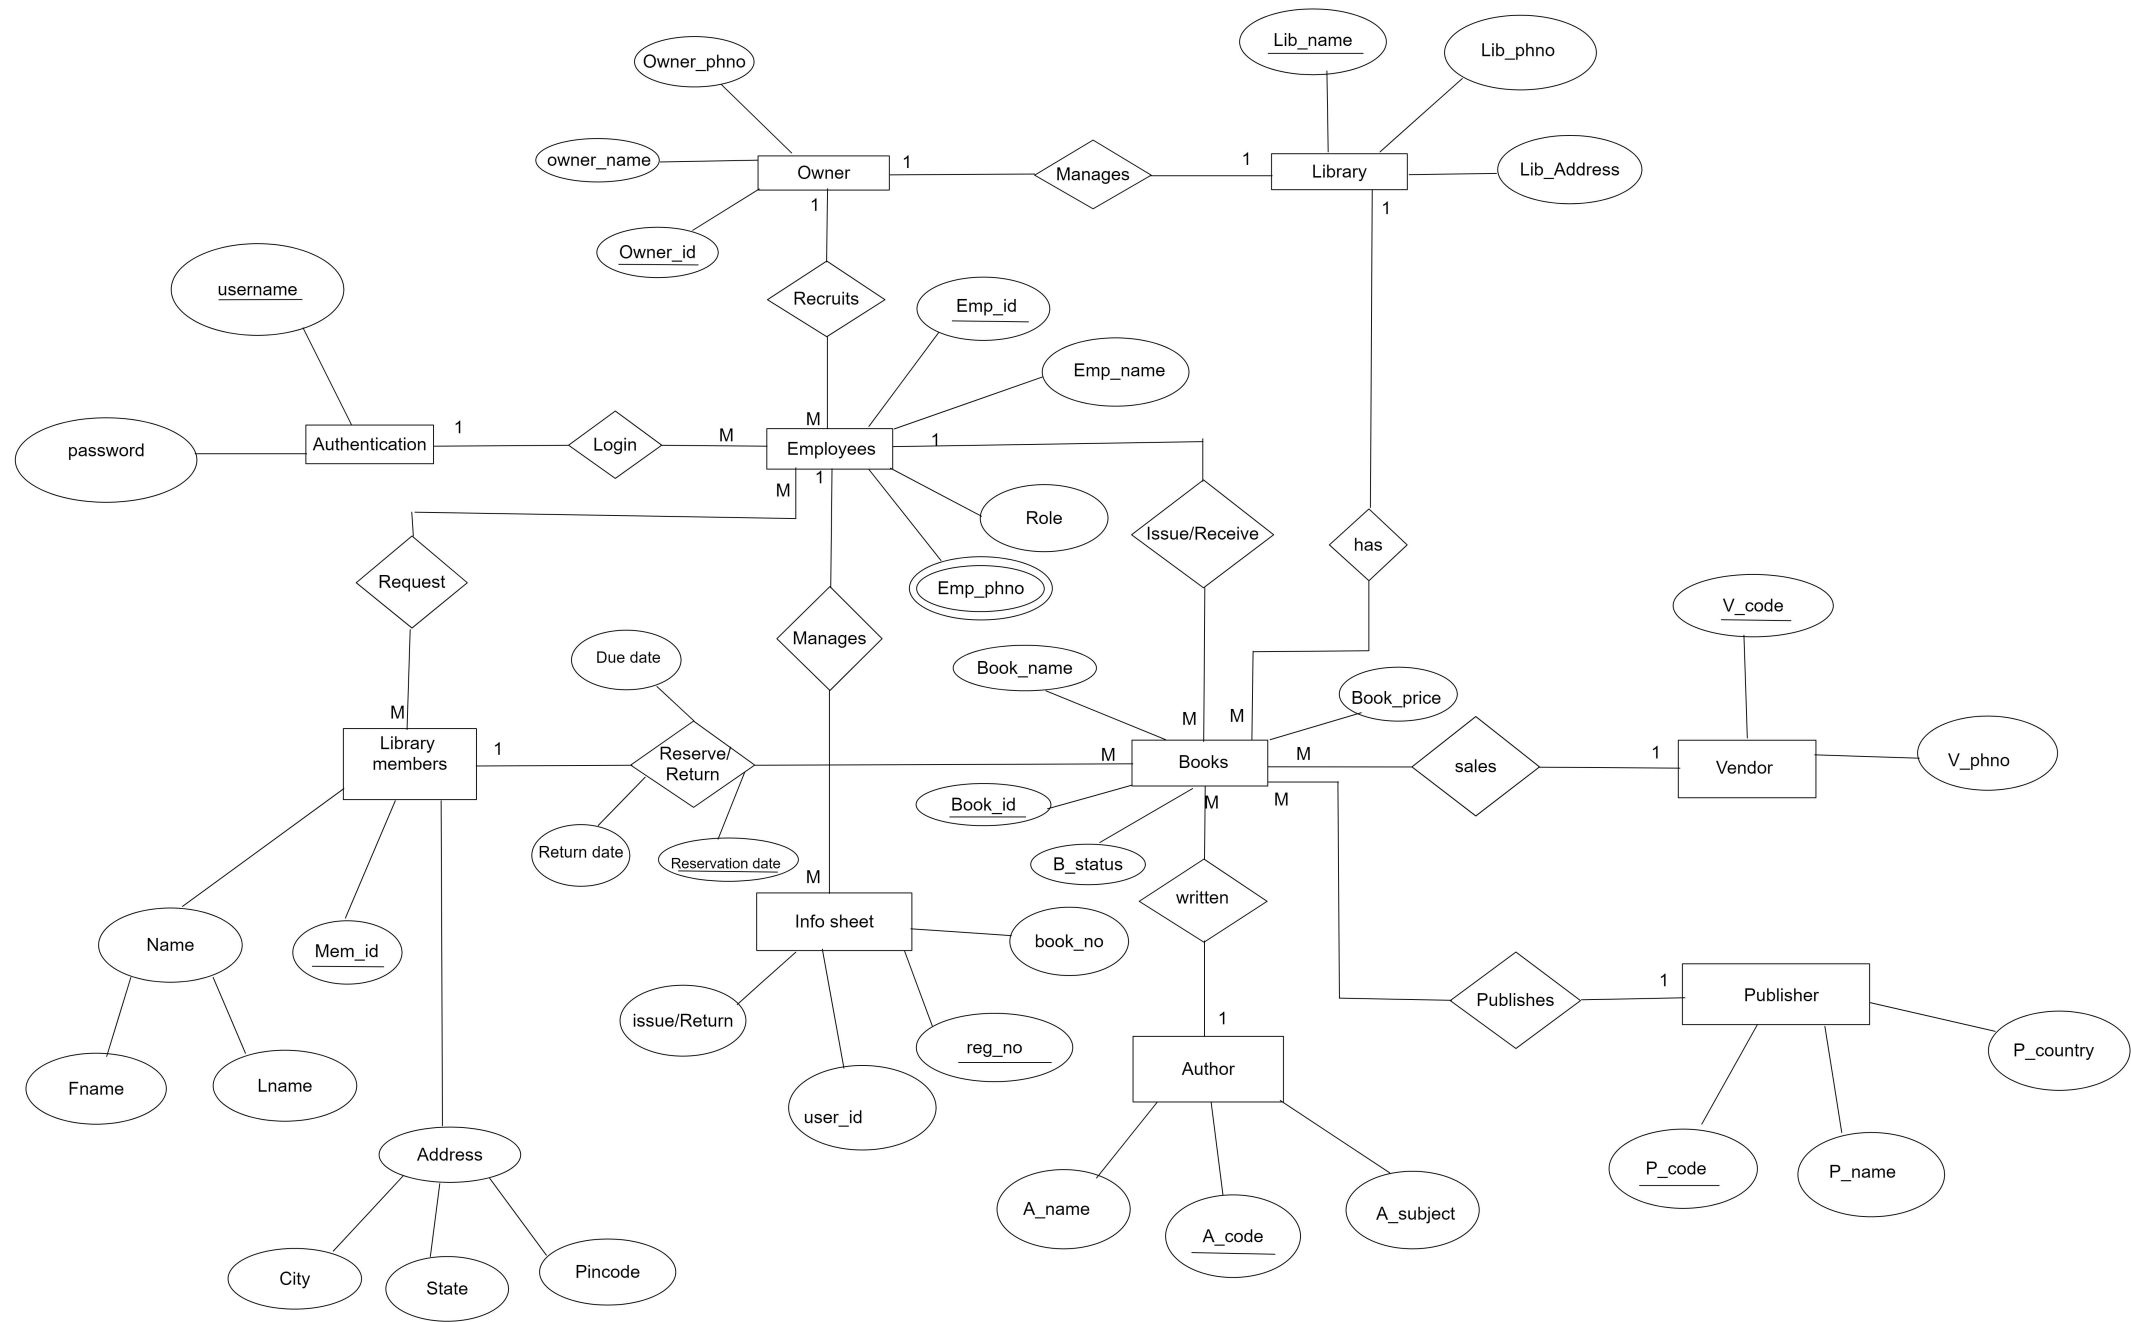 Lib_name
Lib_phno
Owner_phno
owner_name
Owner
1
Manages
1
Library
Lib_Address
1
1
Owner_id
username
Recruits
Emp_id
Emp_name
password
Authentication
1
Login
M
M
Employees
1
M
1
Role
Issue/Receive
has
Request
Emp_phno
Manages
V_code
Due date
Book_name
Book_price
M
M
M
Library
members
1
Reserve/
Return
M
Books
M
sales
1
Vendor
V_phno
Book_id
M
M
Return date
Reservation date
B_status
M
written
Info sheet
book_no
Name
Mem_id
issue/Return
reg_no
user_id
1
Publishes
1
Publisher
P_country
Fname
Lname
Author
Address
P_code
P_name
A_name
A_code
A_subject
City
State
Pincode